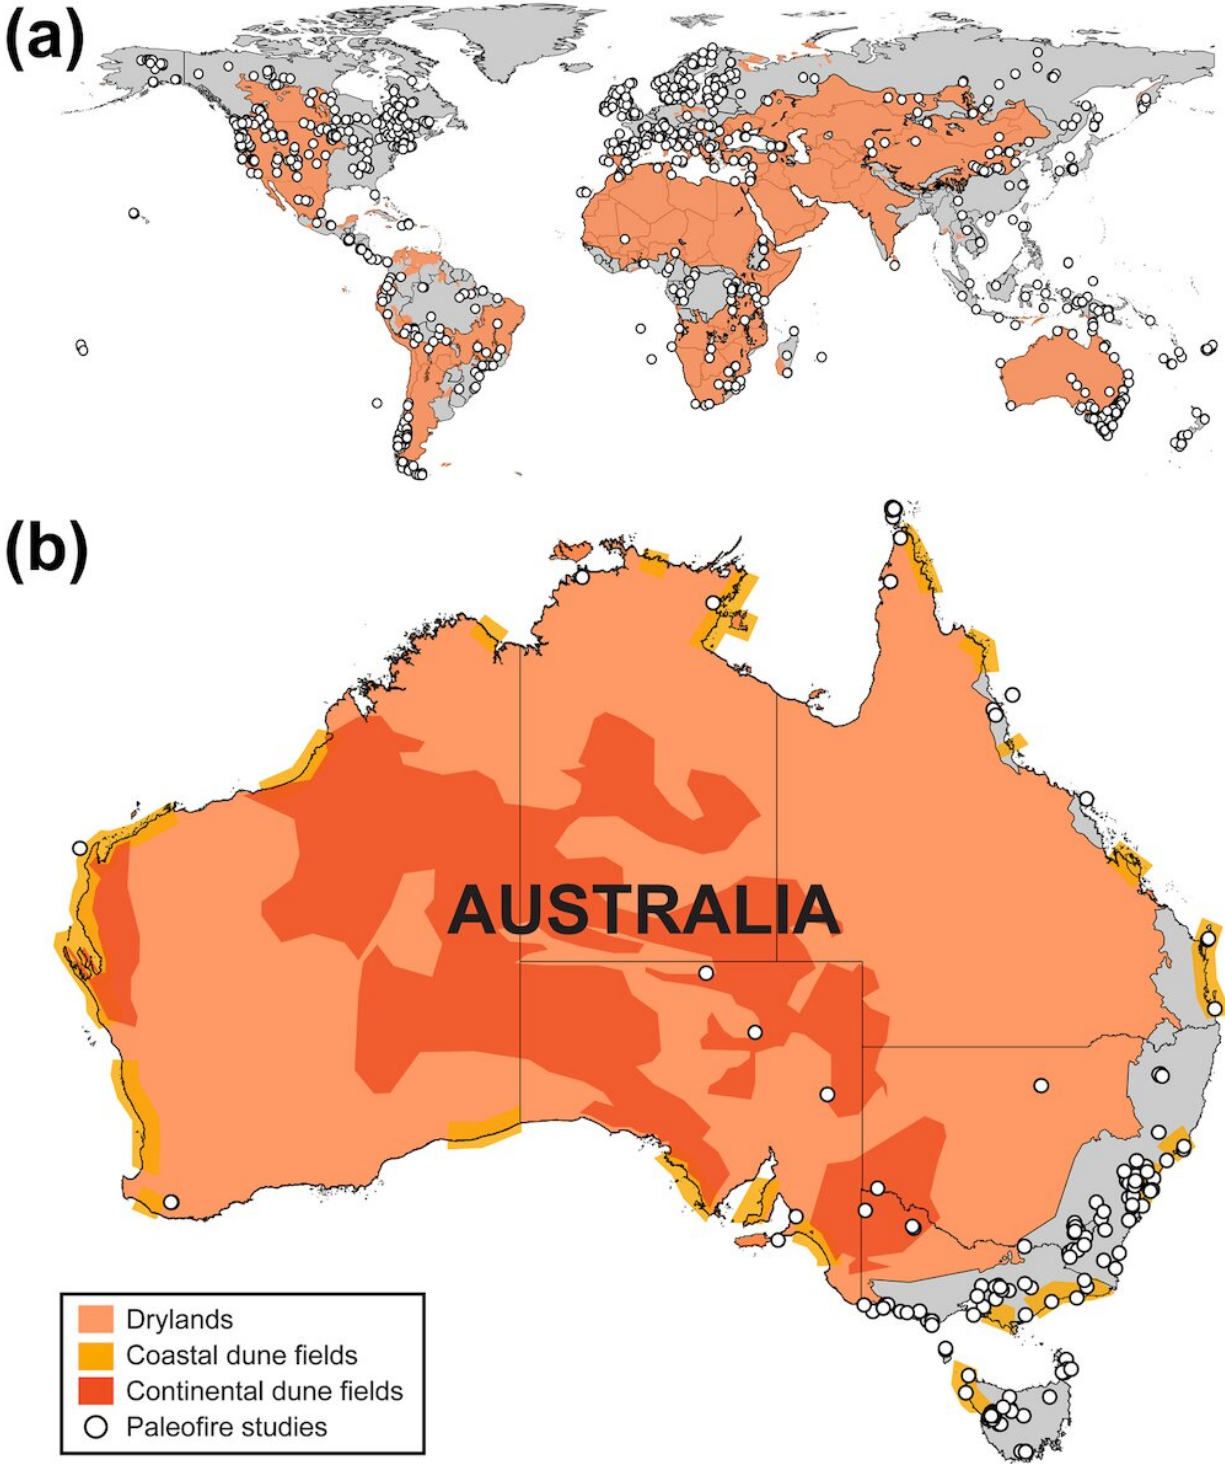 (a)
(b)
AUSTRALIA
Drylands
Coastal dune fields
Continental dune fields
Paleofire studies